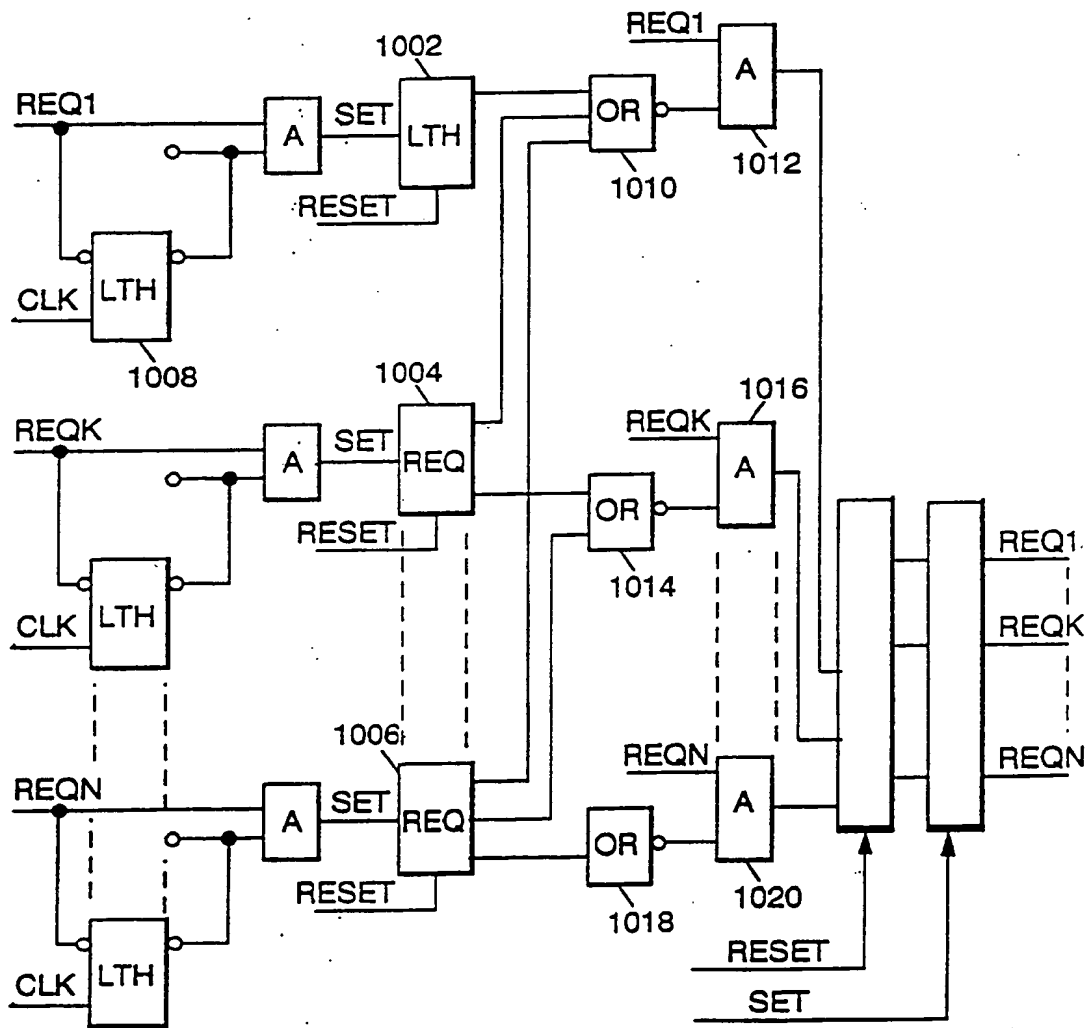 1002
REQ1
A
REQ1
A
SET
LTH
OR
1012
1010
RESET
LTH
CLK
1008
1004
1016
REQK
REQK
A
SET
REQ
A
OR
RESET
1014
REQ1
LTH
CLK
REQK
1006
REQN
REQN
REQN
A
SET
REQ
A
OR
RESET
1018
1020
RESET
LTH
CLK
SET